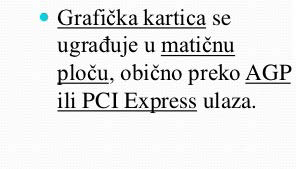 Grafička kartica se
ugrađuje u matičnu
ploču, obično preko AGP
ili PCI Express ulaza.